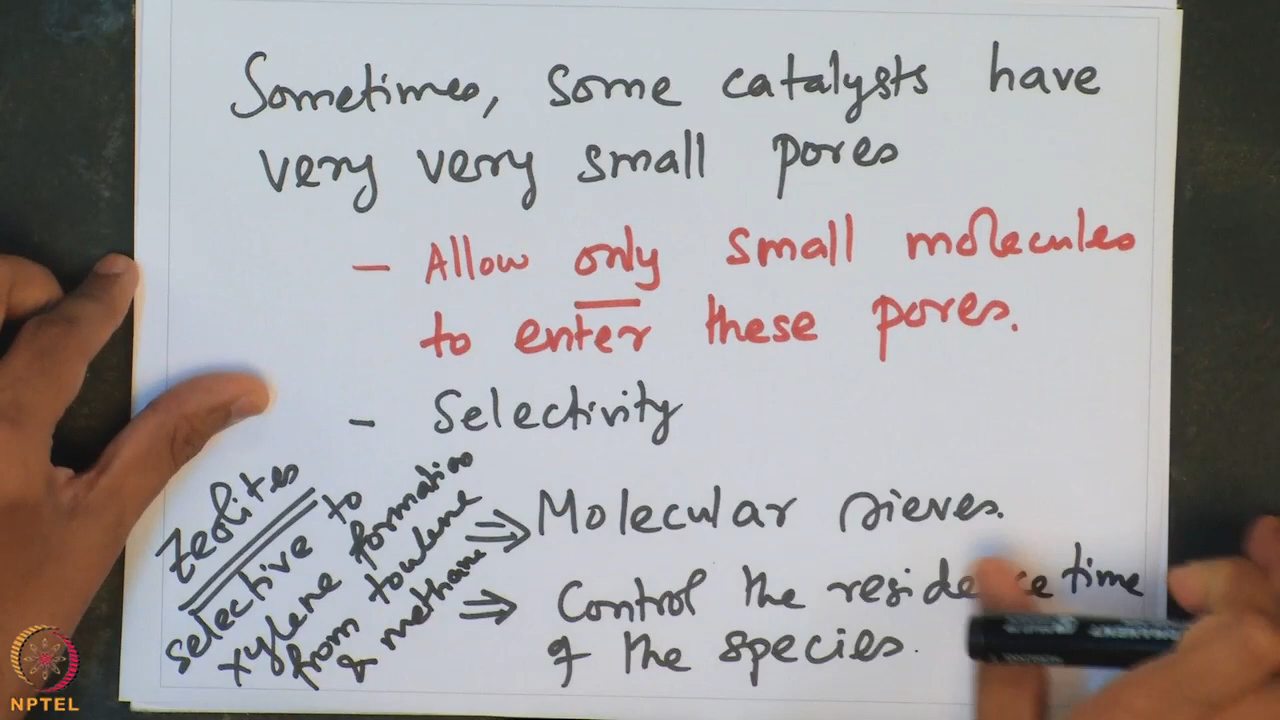 Sometimes, some catalysts have
very very small pores
- Allow only small molecules
to enter these pores.
- Selectivity
⇒ Molecular sieves.
⇒ Control the residence time
of the species.
Zeolites
selective to
xylene formation
from toluene
& methane
NPTEL